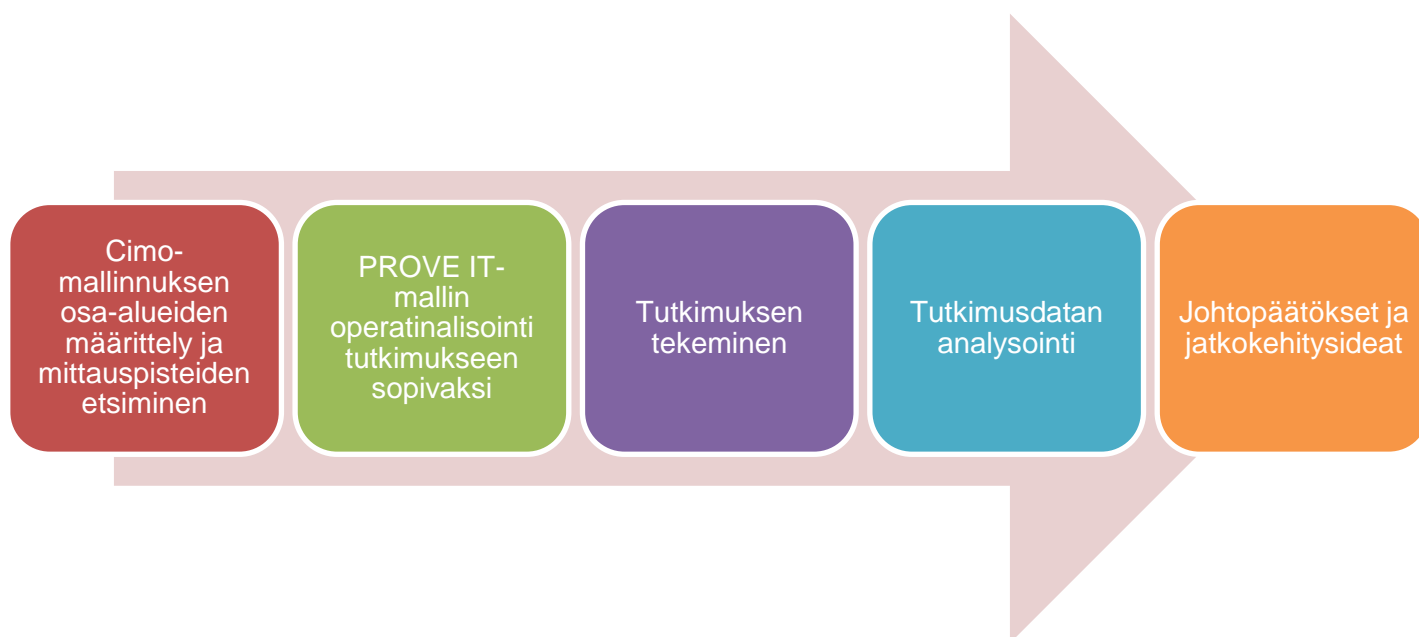 Cimo-
mallinnuksen
osa-alueiden
määrittely ja
mittauspisteiden
etsiminen
PROVE IT-
mallin
operatinalisointi
tutkimukseen
sopivaksi
Tutkimuksen
tekeminen
Tutkimusdatan
analysointi
Johtopäätökset ja
jatkokehitysideat